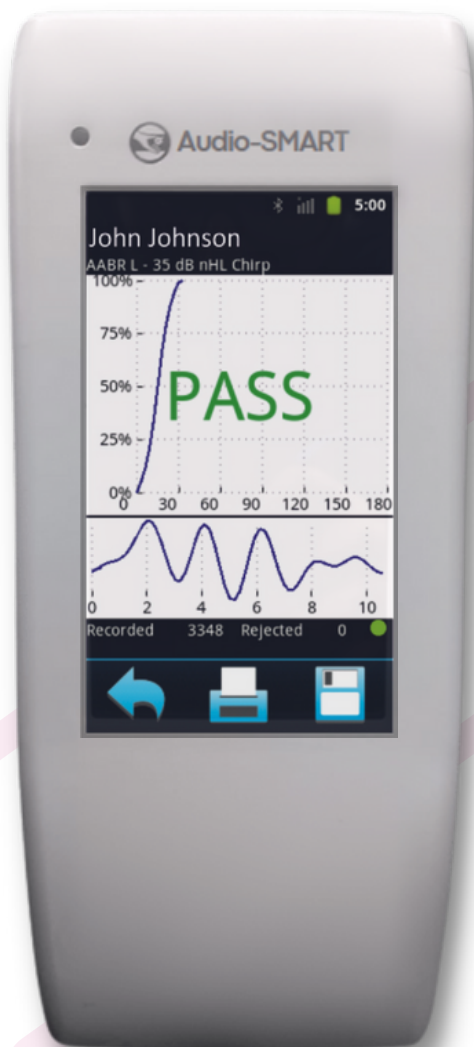 Audio-SMART
5:00
John Johnson
AABR L - 35 dB nHL Chirp
100%
75%
50%
PASS
25%
0%
0 30 60 90 120 150 180
0 2 4 6 8 10
Recorded 3348 Rejected 0